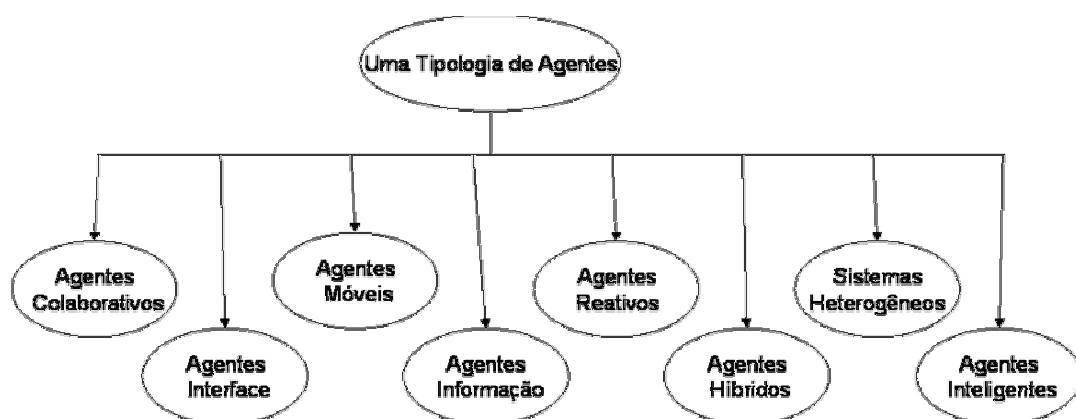 Uma Tipologia de Agentes
Agentes
Colaborativos
Agentes
Interface
Agentes
Móveis
Agentes
Informação
Agentes
Reativos
Agentes
Híbridos
Sistemas
Heterogêneos
Agentes
Inteligentes